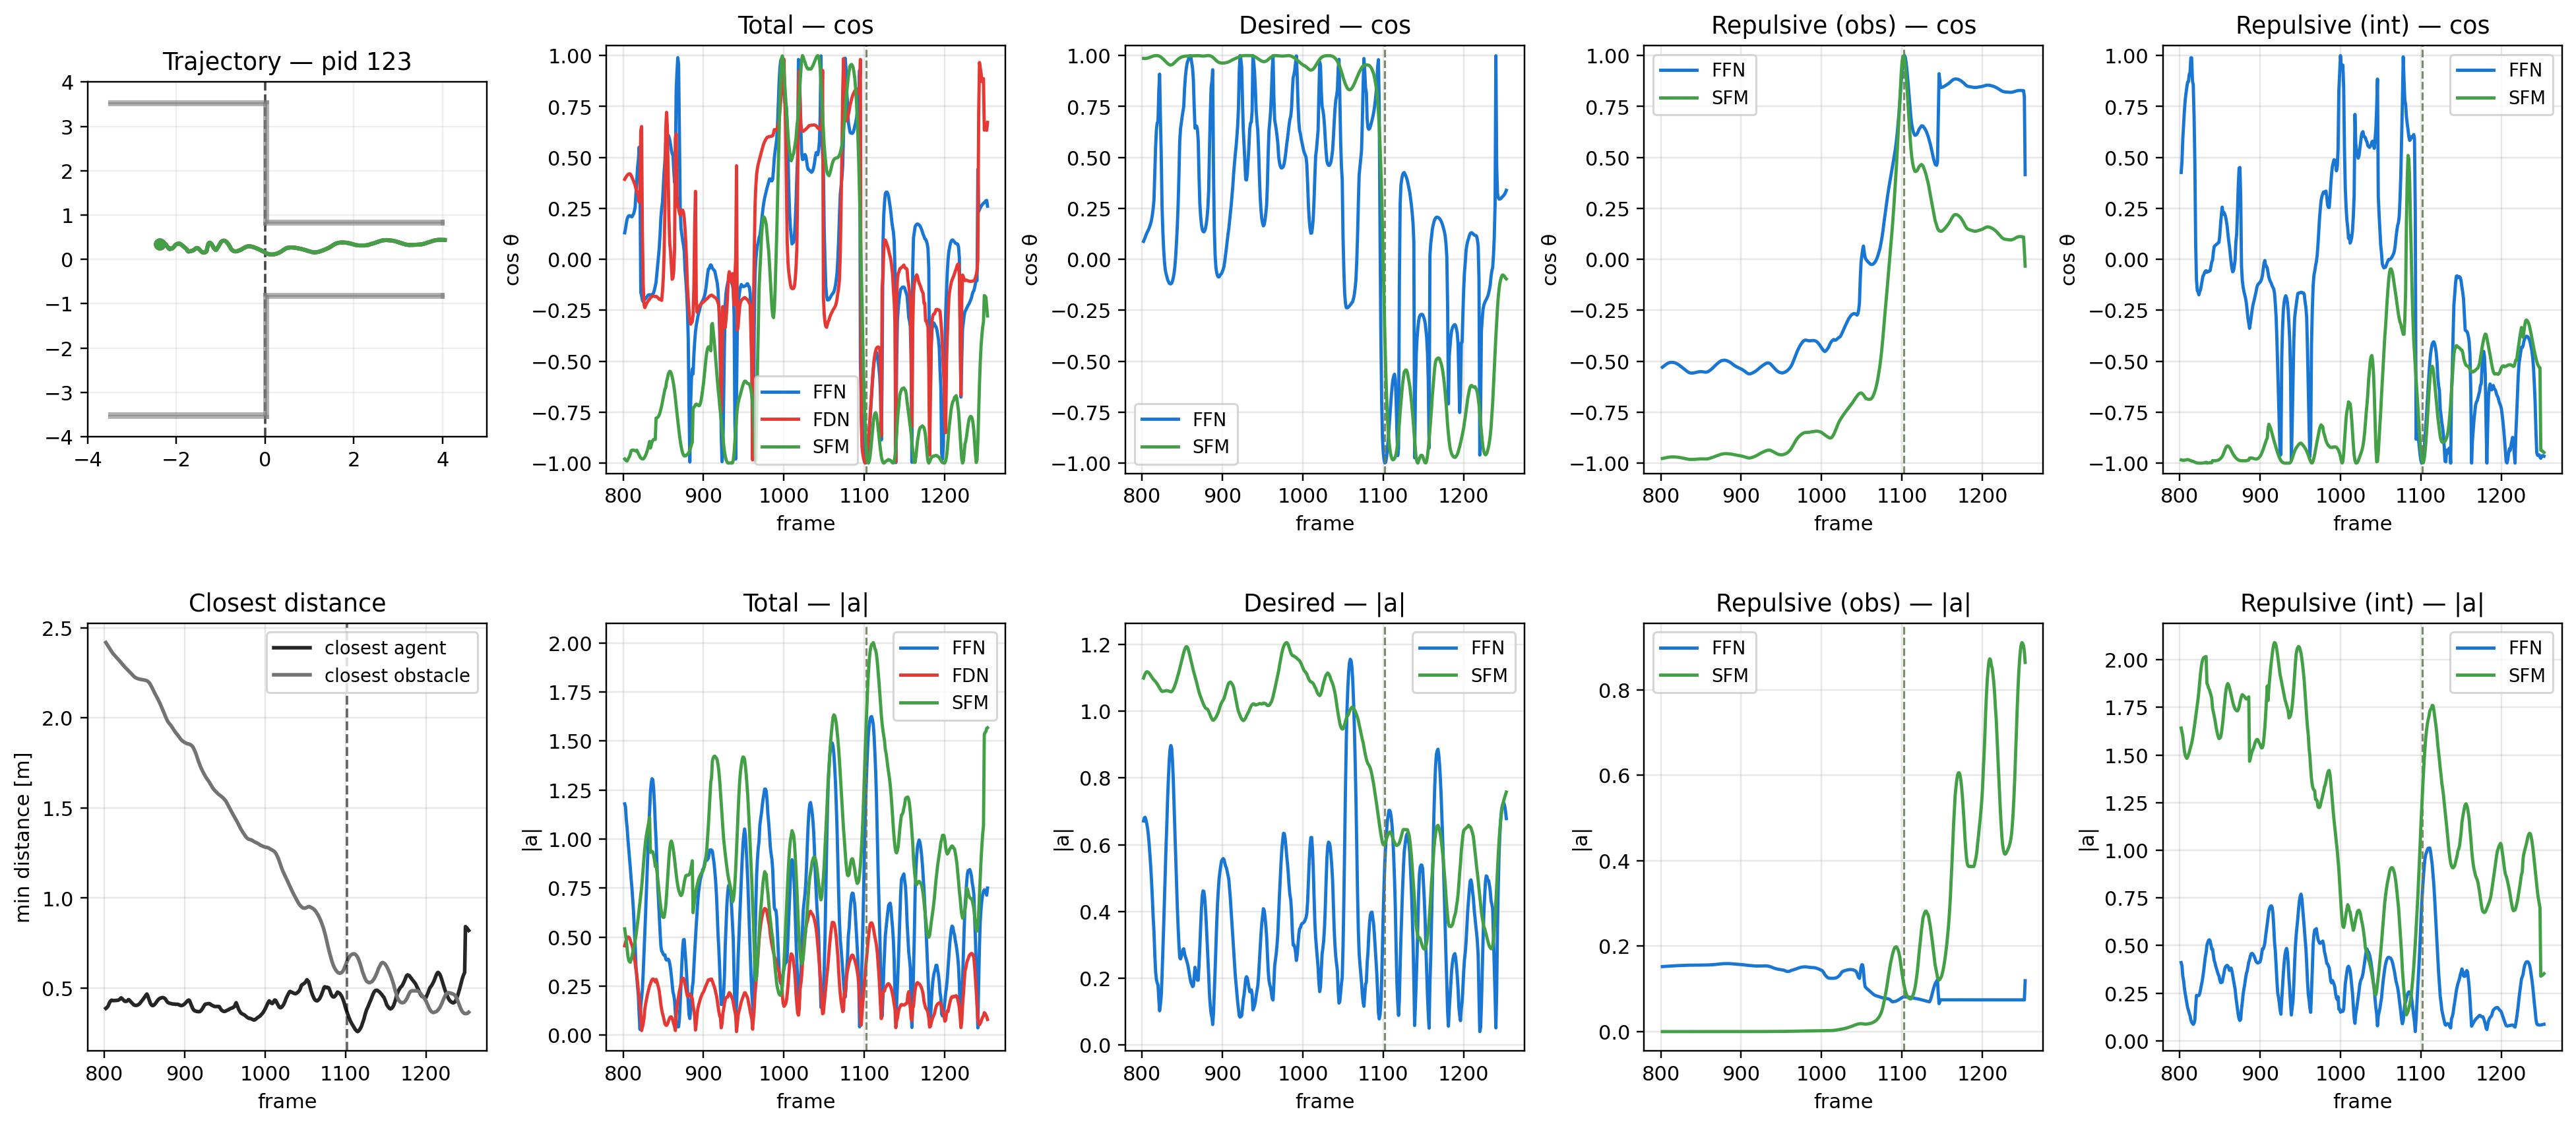 Trajectory — pid 123
4
3
2
1
0
−1
−2
−3
−4
−4
−2
0
2
4
Total — cos
cos θ
1.00
0.75
0.50
0.25
0.00
−0.25
−0.50
−0.75
−1.00
FFN
FDN
SFM
800
900
1000
1100
1200
frame
Desired — cos
cos θ
1.00
0.75
0.50
0.25
0.00
−0.25
−0.50
−0.75
−1.00
FFN
SFM
800
900
1000
1100
1200
frame
Repulsive (obs) — cos
cos θ
1.00
0.75
0.50
0.25
0.00
−0.25
−0.50
−0.75
−1.00
FFN
SFM
800
900
1000
1100
1200
frame
Repulsive (int) — cos
cos θ
1.00
0.75
0.50
0.25
0.00
−0.25
−0.50
−0.75
−1.00
FFN
SFM
800
900
1000
1100
1200
frame
Closest distance
min distance [m]
2.5
2.0
1.5
1.0
0.5
closest agent
closest obstacle
800
900
1000
1100
1200
frame
Total — |a|
|a|
2.00
1.75
1.50
1.25
1.00
0.75
0.50
0.25
0.00
FFN
FDN
SFM
800
900
1000
1100
1200
frame
Desired — |a|
|a|
1.2
1.0
0.8
0.6
0.4
0.2
0.0
FFN
SFM
800
900
1000
1100
1200
frame
Repulsive (obs) — |a|
|a|
0.8
0.6
0.4
0.2
0.0
FFN
SFM
800
900
1000
1100
1200
frame
Repulsive (int) — |a|
|a|
2.00
1.75
1.50
1.25
1.00
0.75
0.50
0.25
0.00
FFN
SFM
800
900
1000
1100
1200
frame